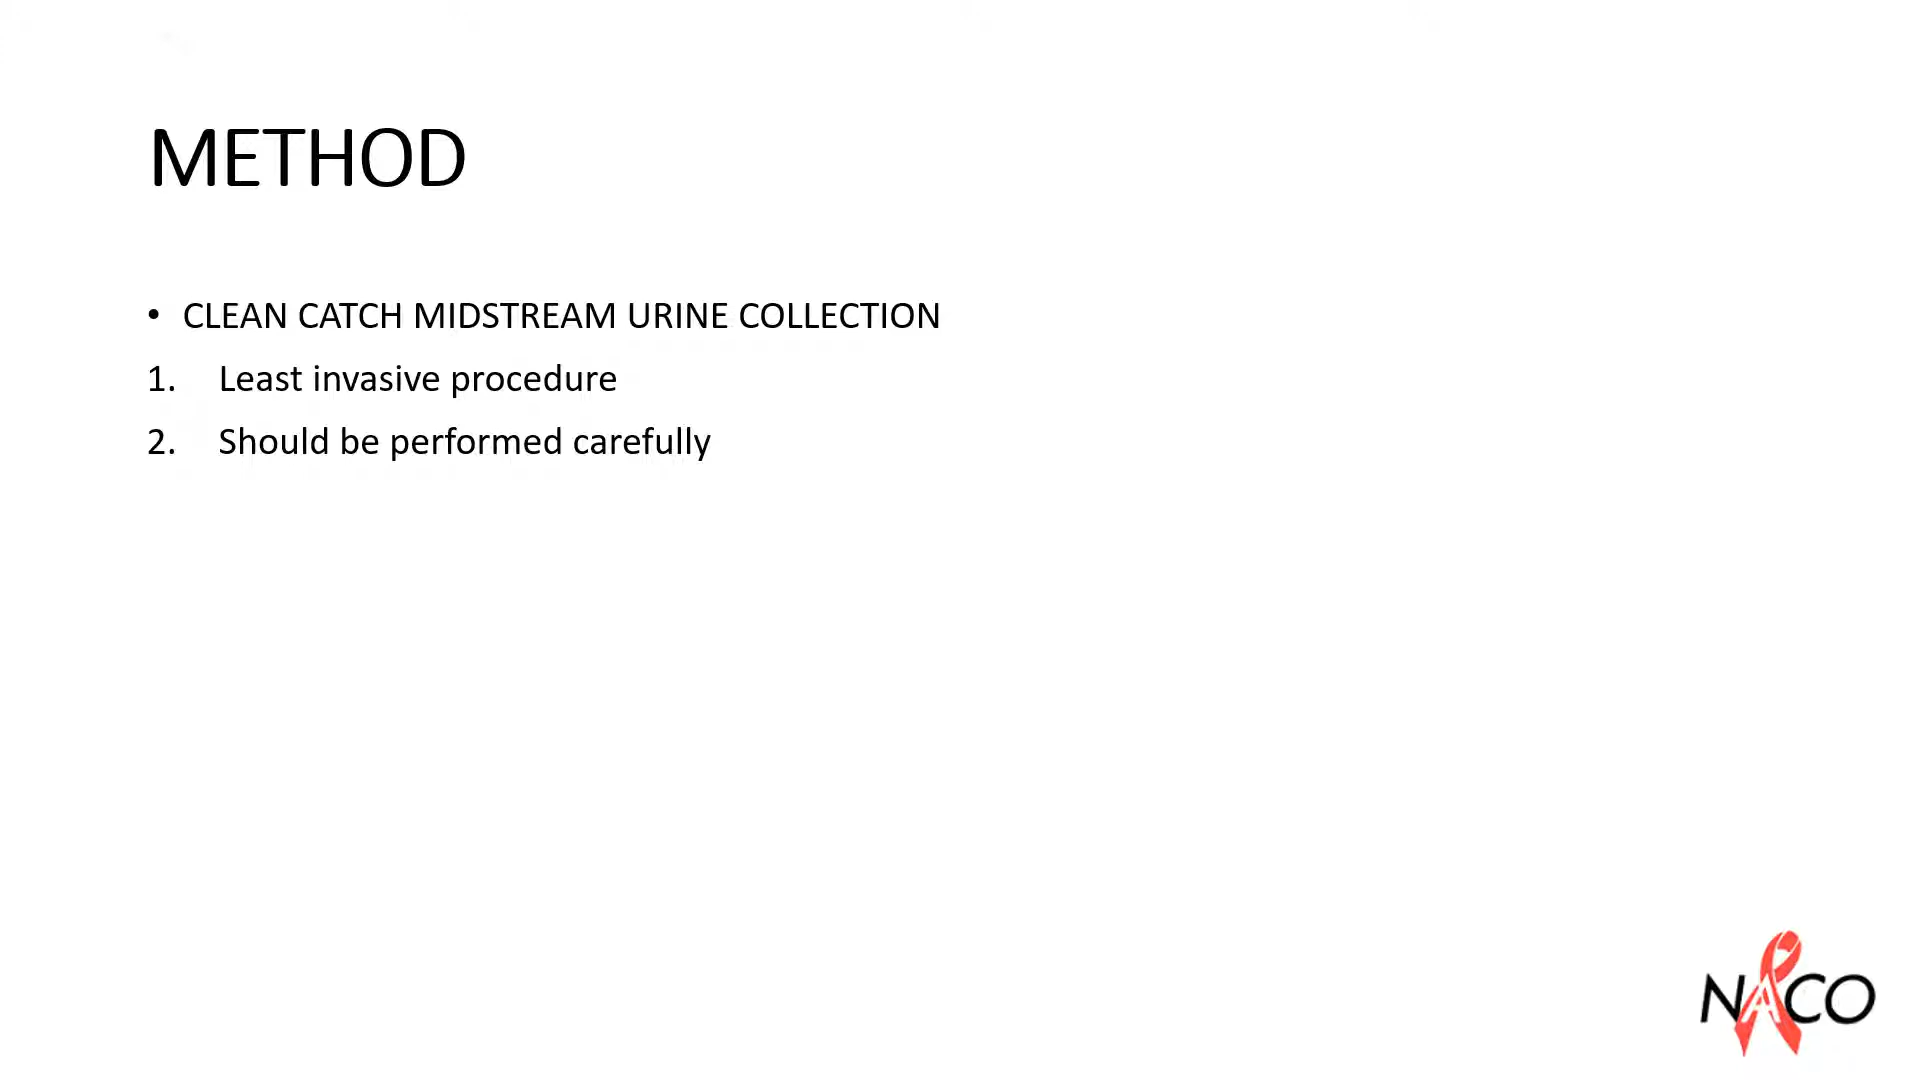 METHOD
• CLEAN CATCH MIDSTREAM URINE COLLECTION
1. Least invasive procedure
2. Should be performed carefully
NACO